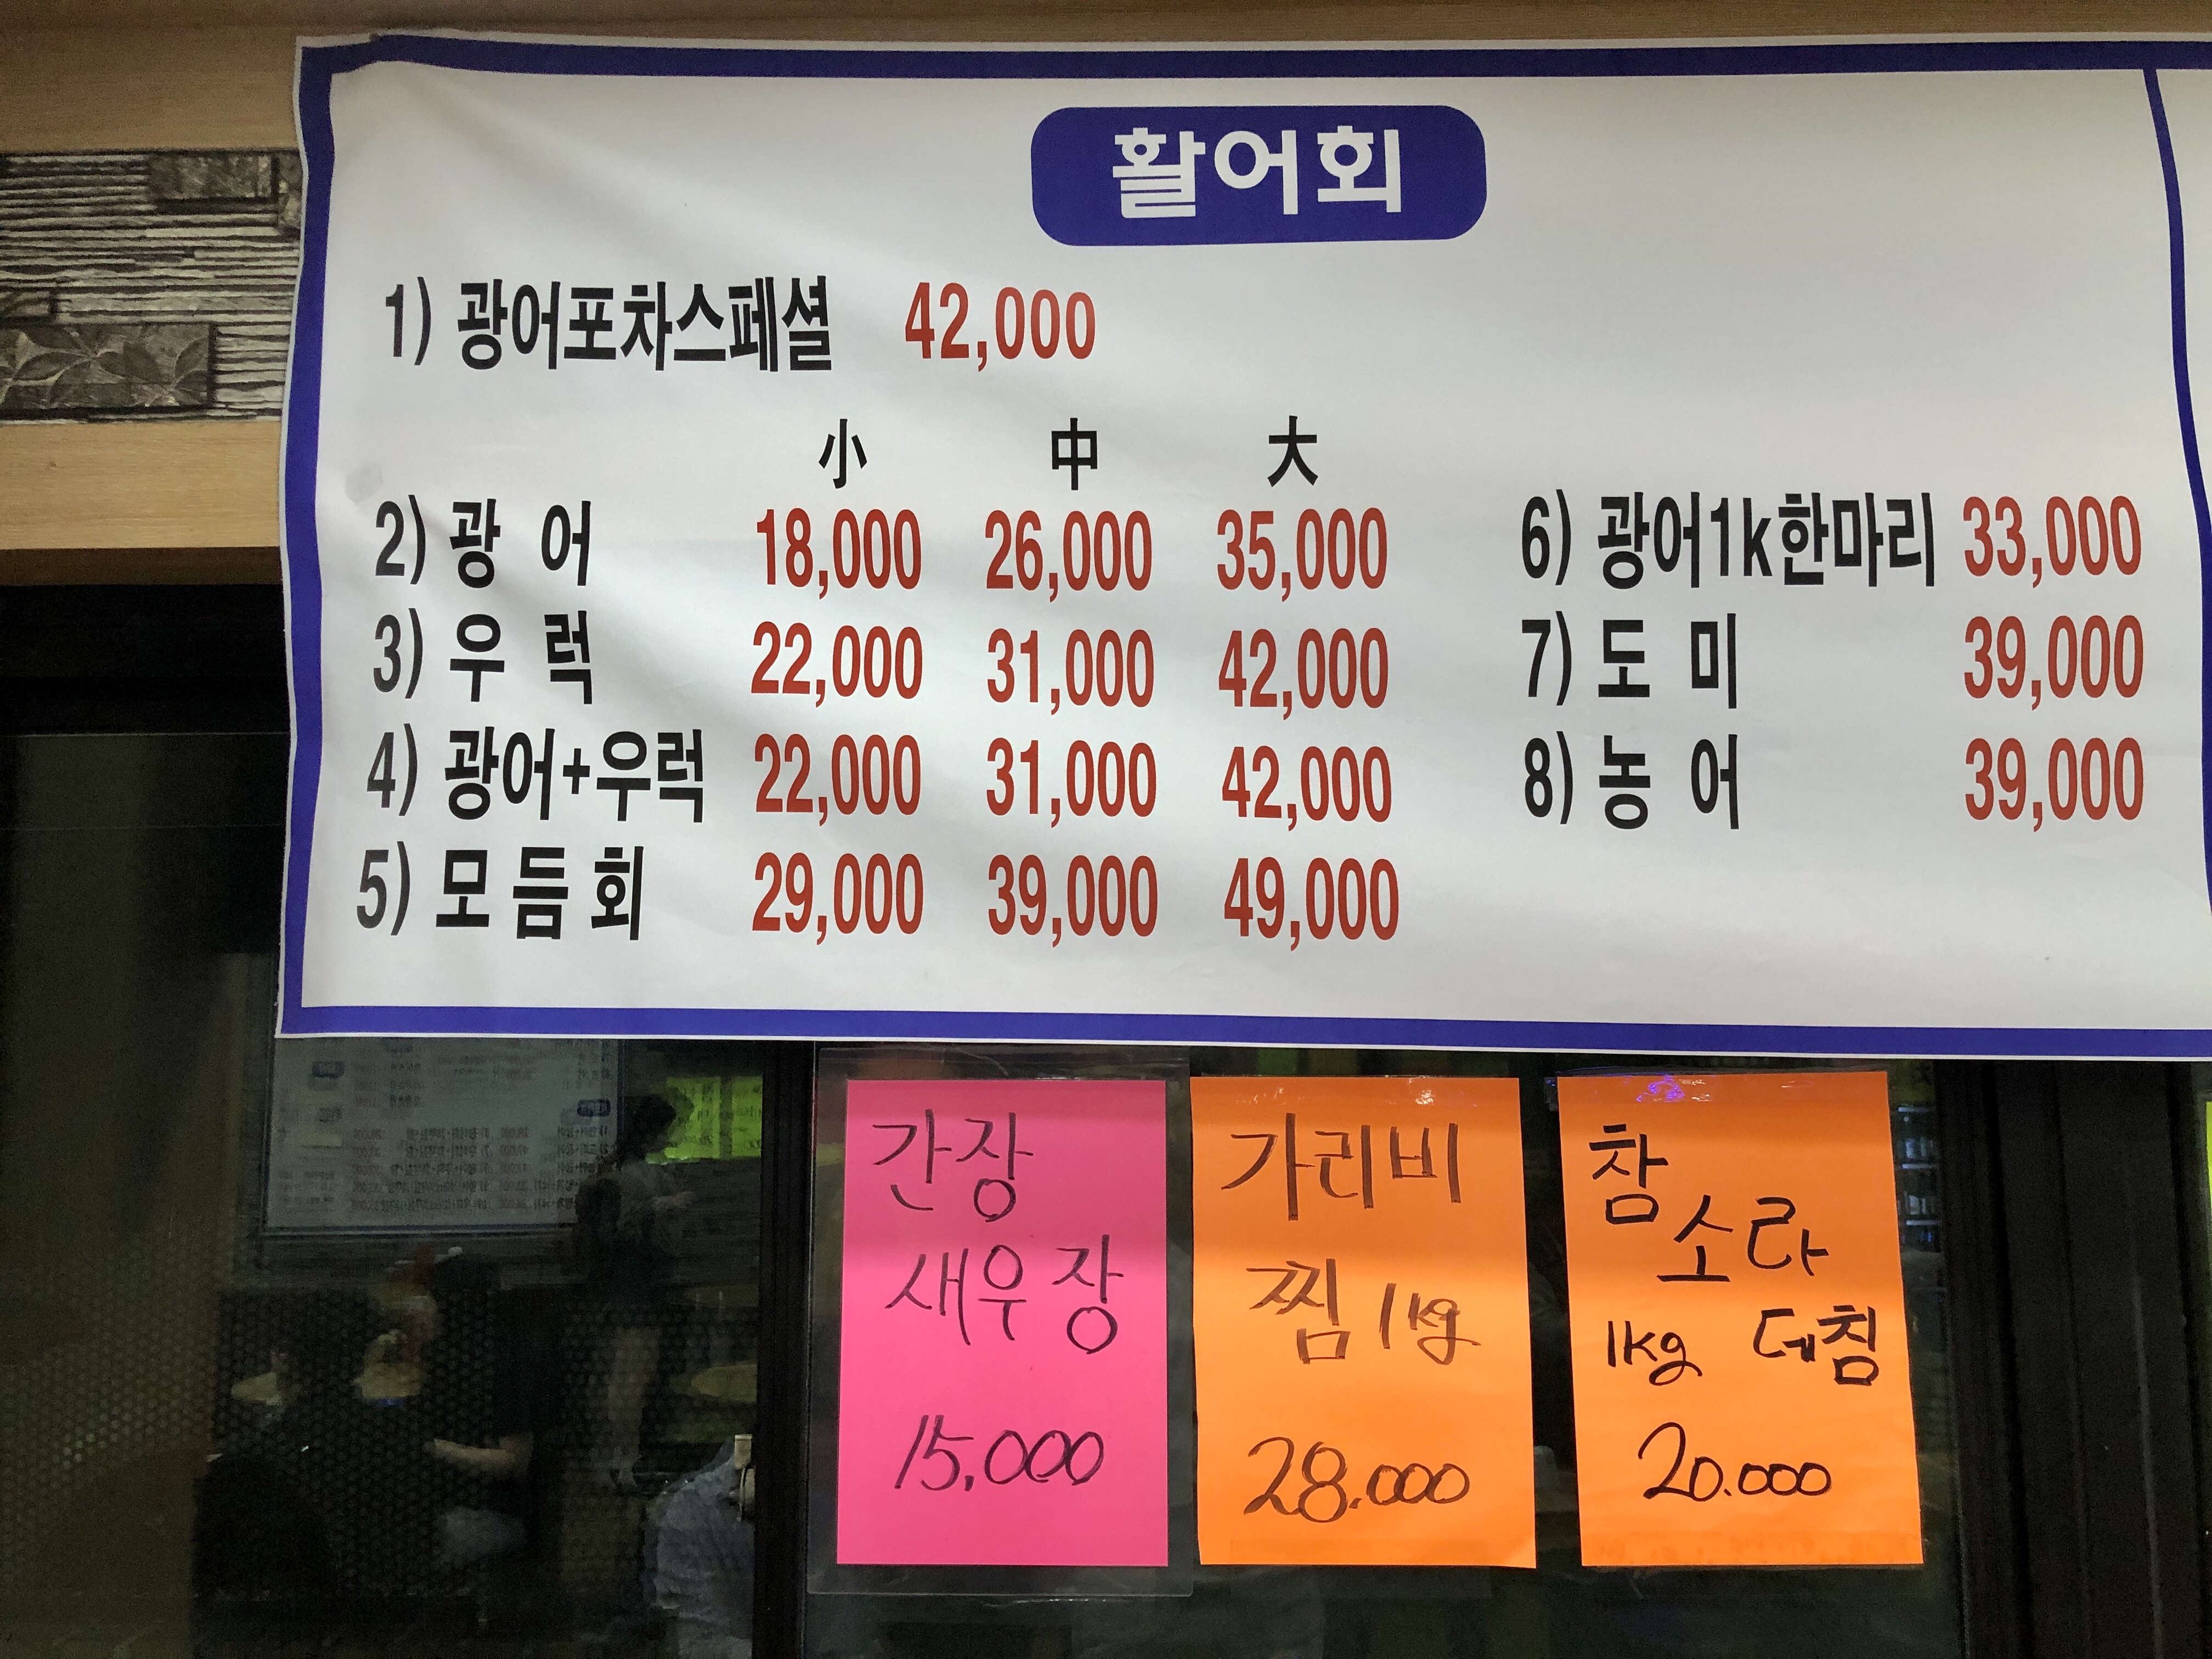 활어회
1) 광어포차스페셜 42,000
小 中 大
2) 광 어 18,000 26,000 35,000
3) 우 럭 22,000 31,000 42,000
4) 광어+우럭 22,000 31,000 42,000
5) 모 듬 회 29,000 39,000 49,000
6) 광어1k한마리 33,000
7) 도 미 39,000
8) 농 어 39,000
간장
새우장
15,000
가리비
찜 1kg
28.000
참
소라
1kg 데침
20.000